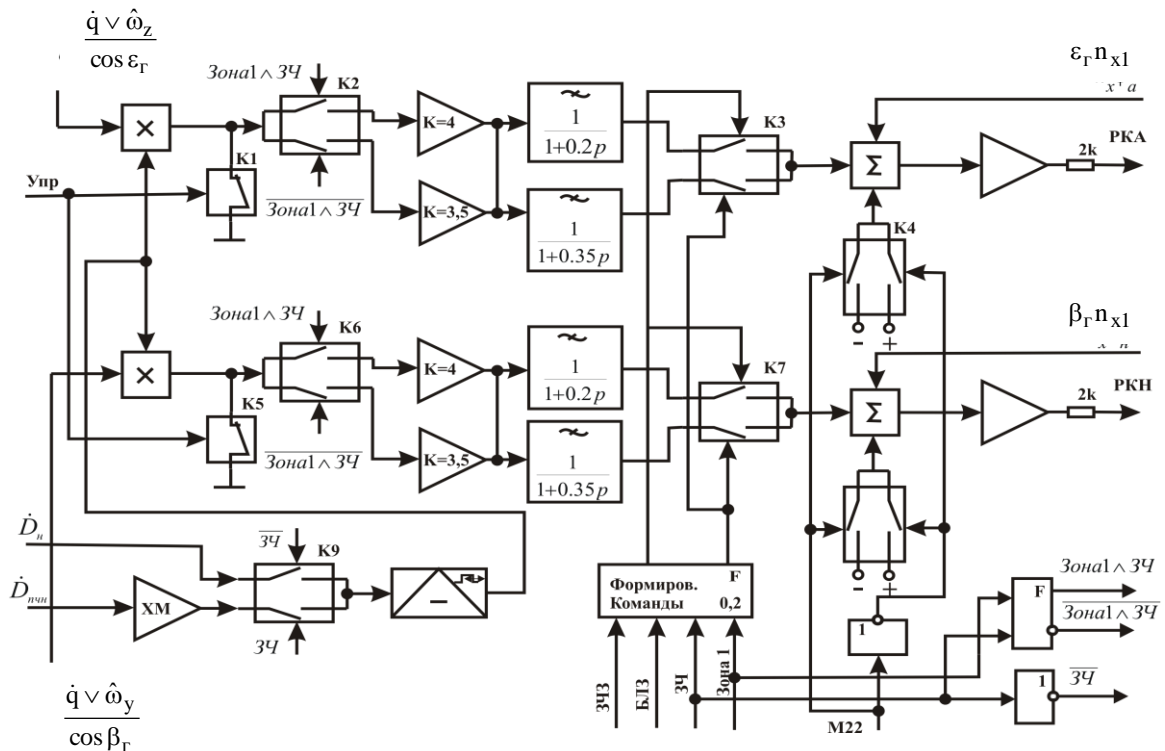 q̇ ∨ ω̂z
cos εг
εг nx1
Зона1 ∧ ЗЧ
K2
K=4
~
1
1+0.2p
K3
×
Σ
2k
РКА
Упр
K1
Зона1 ∧ ЗЧ
K=3,5
~
1
1+0.35p
K4
- +
Зона1 ∧ ЗЧ
K6
K=4
~
1
1+0.2p
K7
βг nx1
×
Σ
2k
РКН
K5
Зона1 ∧ ЗЧ
K=3,5
~
1
1+0.35p
- +
Ḋн
ЗЧ
K9
Ḋпчн
ХМ
−
ЗЧ
Формиров. F
Команды 0,2
ЗЧЗ
БЛЗ
ЗЧ
Зона 1
1
M22
F
Зона1 ∧ ЗЧ
Зона1 ∧ ЗЧ
1
ЗЧ
q̇ ∨ ω̂y
cos βг